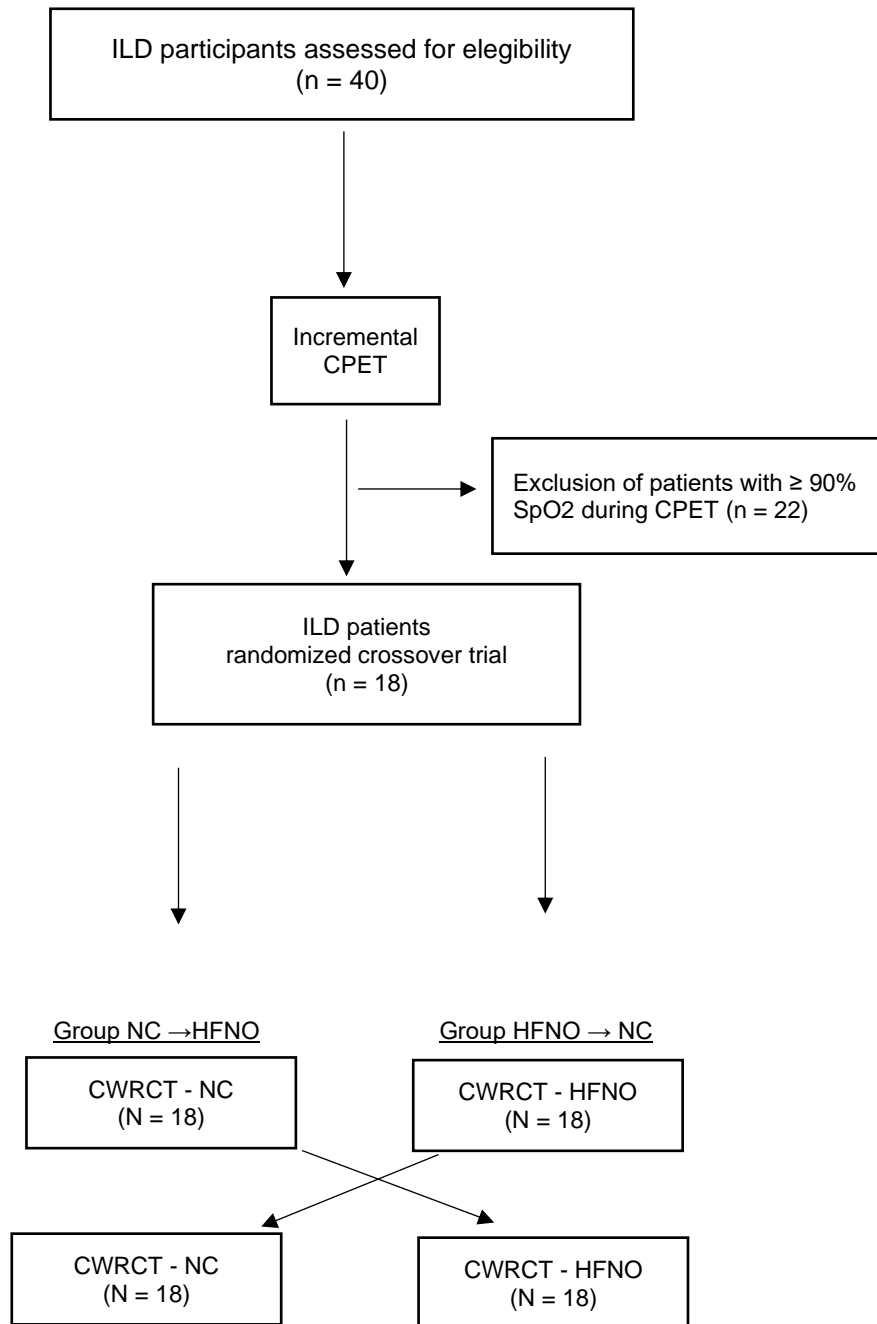 ILD participants assessed for elegibility
(n = 40)
Incremental
CPET
Exclusion of patients with ≥ 90%
SpO2 during CPET (n = 22)
ILD patients
randomized crossover trial
(n = 18)
Group NC →HFNO
Group HFNO → NC
CWRCT - NC
(N = 18)
CWRCT - HFNO
(N = 18)
CWRCT - NC
(N = 18)
CWRCT - HFNO
(N = 18)